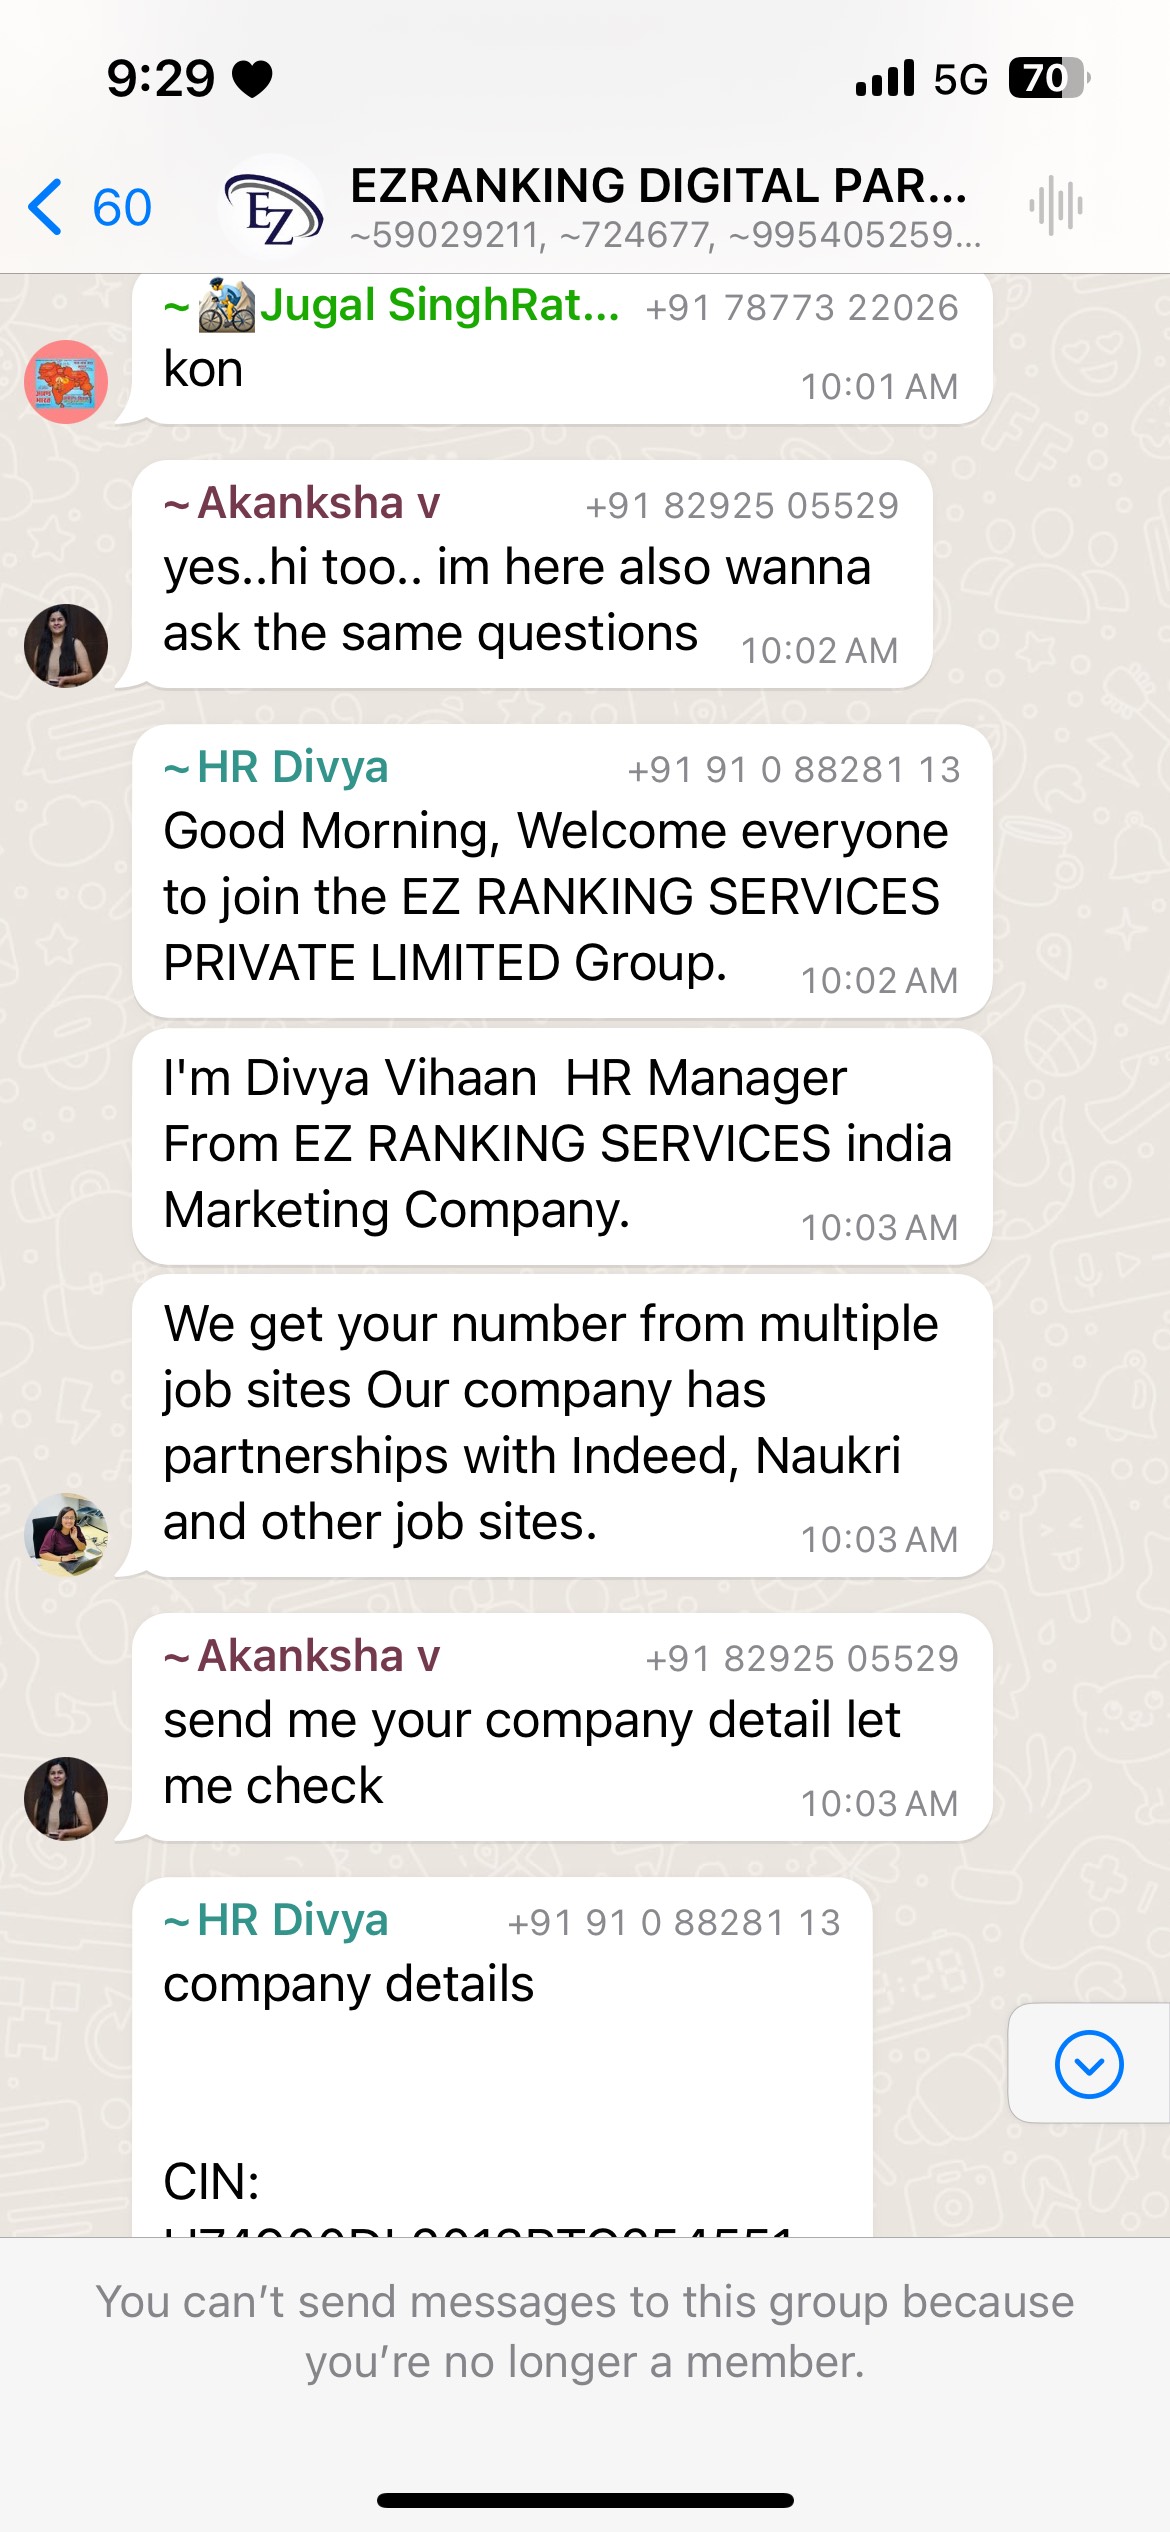 9:29
5G
70
60
EZ
EZRANKING DIGITAL PAR...
~59029211, ~724677, ~995405259...
~🚵Jugal SinghRat... +91 78773 22026
kon
10:01 AM
~Akanksha v +91 82925 05529
yes..hi too.. im here also wanna
ask the same questions
10:02 AM
~HR Divya +91 91 0 88281 13
Good Morning, Welcome everyone
to join the EZ RANKING SERVICES
PRIVATE LIMITED Group.
10:02 AM
I'm Divya Vihaan  HR Manager
From EZ RANKING SERVICES india
Marketing Company.
10:03 AM
We get your number from multiple
job sites Our company has
partnerships with Indeed, Naukri
and other job sites.
10:03 AM
~Akanksha v +91 82925 05529
send me your company detail let
me check
10:03 AM
~HR Divya +91 91 0 88281 13
company details
CIN:
You can't send messages to this group because
you're no longer a member.